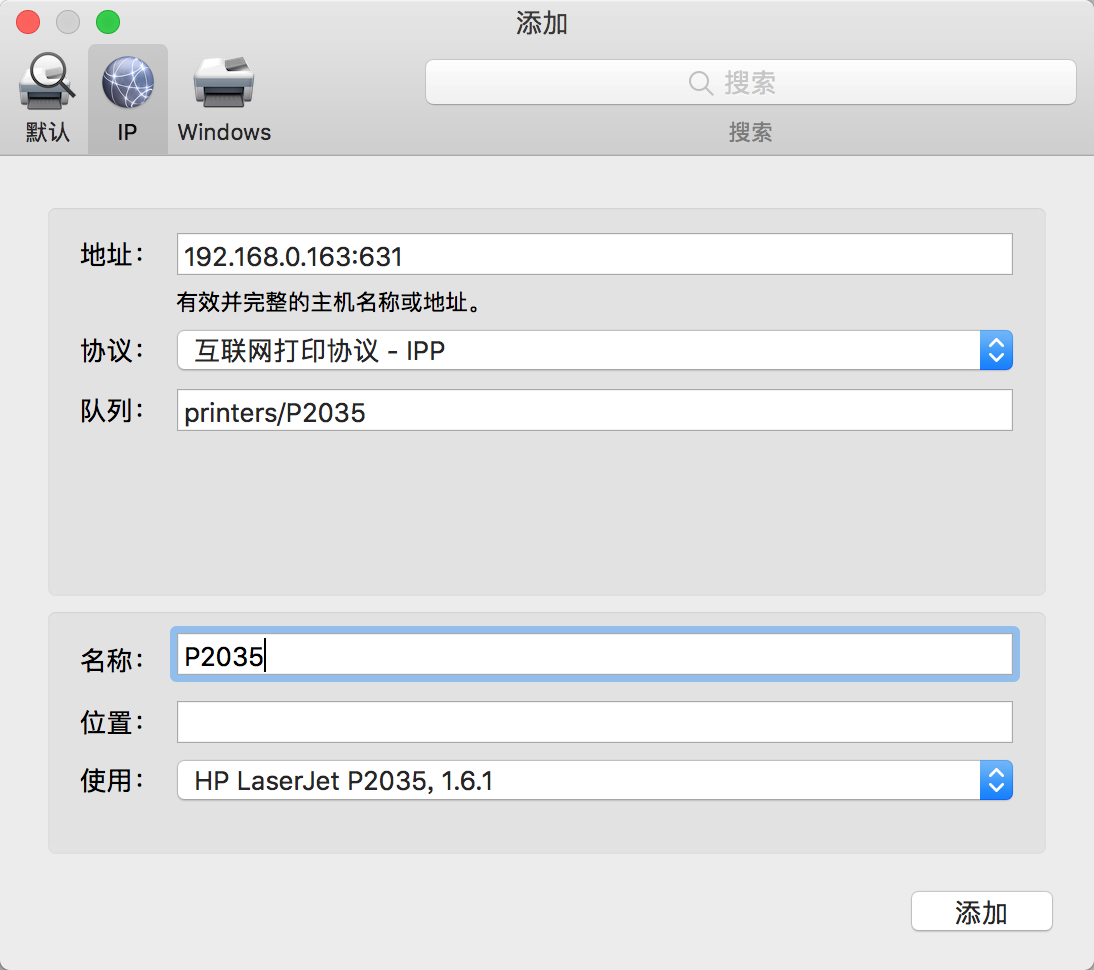 添加
默认
IP
Windows
搜索
搜索
地址：
192.168.0.163:631
有效并完整的主机名称或地址。
协议：
互联网打印协议 - IPP
队列：
printers/P2035
名称：
P2035
位置：
使用：
HP LaserJet P2035, 1.6.1
添加